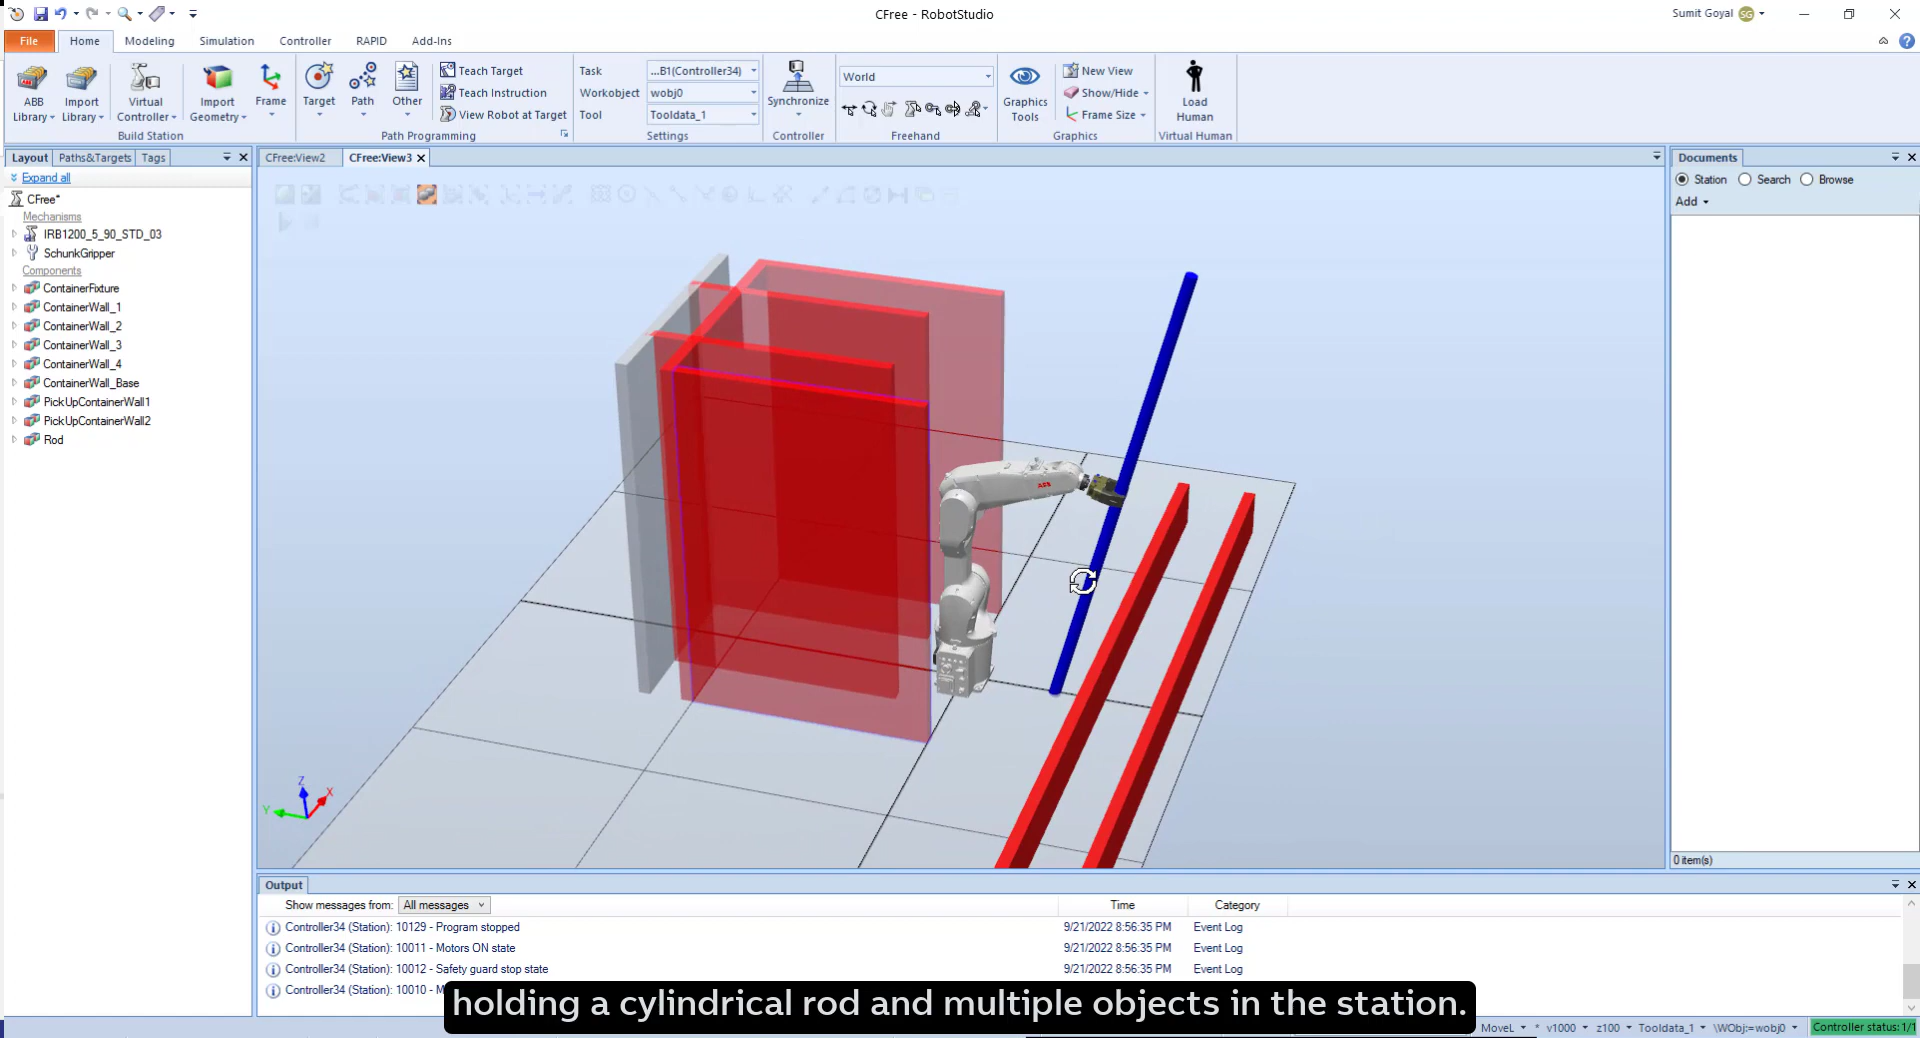 CFree - RobotStudio
Sumit Goyal SG
File Home Modeling Simulation Controller RAPID Add-Ins
ABB Library
Import Library
Virtual Controller
Import Geometry
Frame
Build Station
Target
Path
Other
Teach Target
Teach Instruction
View Robot at Target
Path Programming
Task ...B1(Controller34)
Workobject wobj0
Tool Tooldata_1
Settings
Synchronize
Controller
World
Freehand
Graphics Tools
New View
Show/Hide
Frame Size
Graphics
Load Human
Virtual Human
Layout Paths&Targets Tags
Expand all
CFree*
Mechanisms
IRB1200_5_90_STD_03
SchunkGripper
Components
ContainerFixture
ContainerWall_1
ContainerWall_2
ContainerWall_3
ContainerWall_4
ContainerWall_Base
PickUpContainerWall1
PickUpContainerWall2
Rod
CFree:View2 CFree:View3
ABB
Z
X
Y
Documents
Station Search Browse
Add
0 item(s)
Output
Show messages from: All messages
Time Category
Controller34 (Station): 10129 - Program stopped 9/21/2022 8:56:35 PM Event Log
Controller34 (Station): 10011 - Motors ON state 9/21/2022 8:56:35 PM Event Log
Controller34 (Station): 10012 - Safety guard stop state 9/21/2022 8:56:35 PM Event Log
Controller34 (Station): 10010 -
holding a cylindrical rod and multiple objects in the station.
MoveL * v1000 z100 Tooldata_1 \WObj:=wobj0 Controller status: 1/1